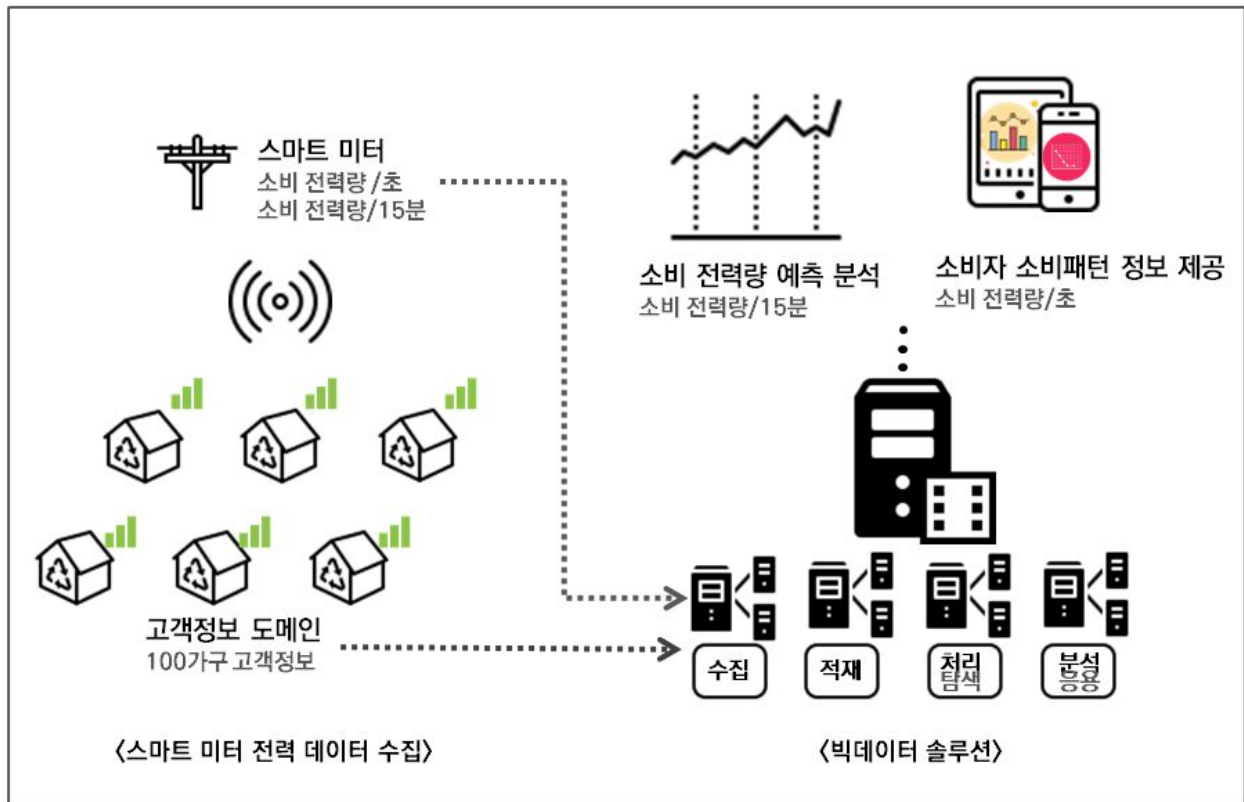 스마트 미터
소비 전력량 /초
소비 전력량/15분
고객정보 도메인
100가구 고객정보
<스마트 미터 전력 데이터 수집>
소비 전력량 예측 분석
소비 전력량/15분
소비자 소비패턴 정보 제공
소비 전력량/초
수집
적재
처리
탐색
분석
응용
<빅데이터 솔루션>